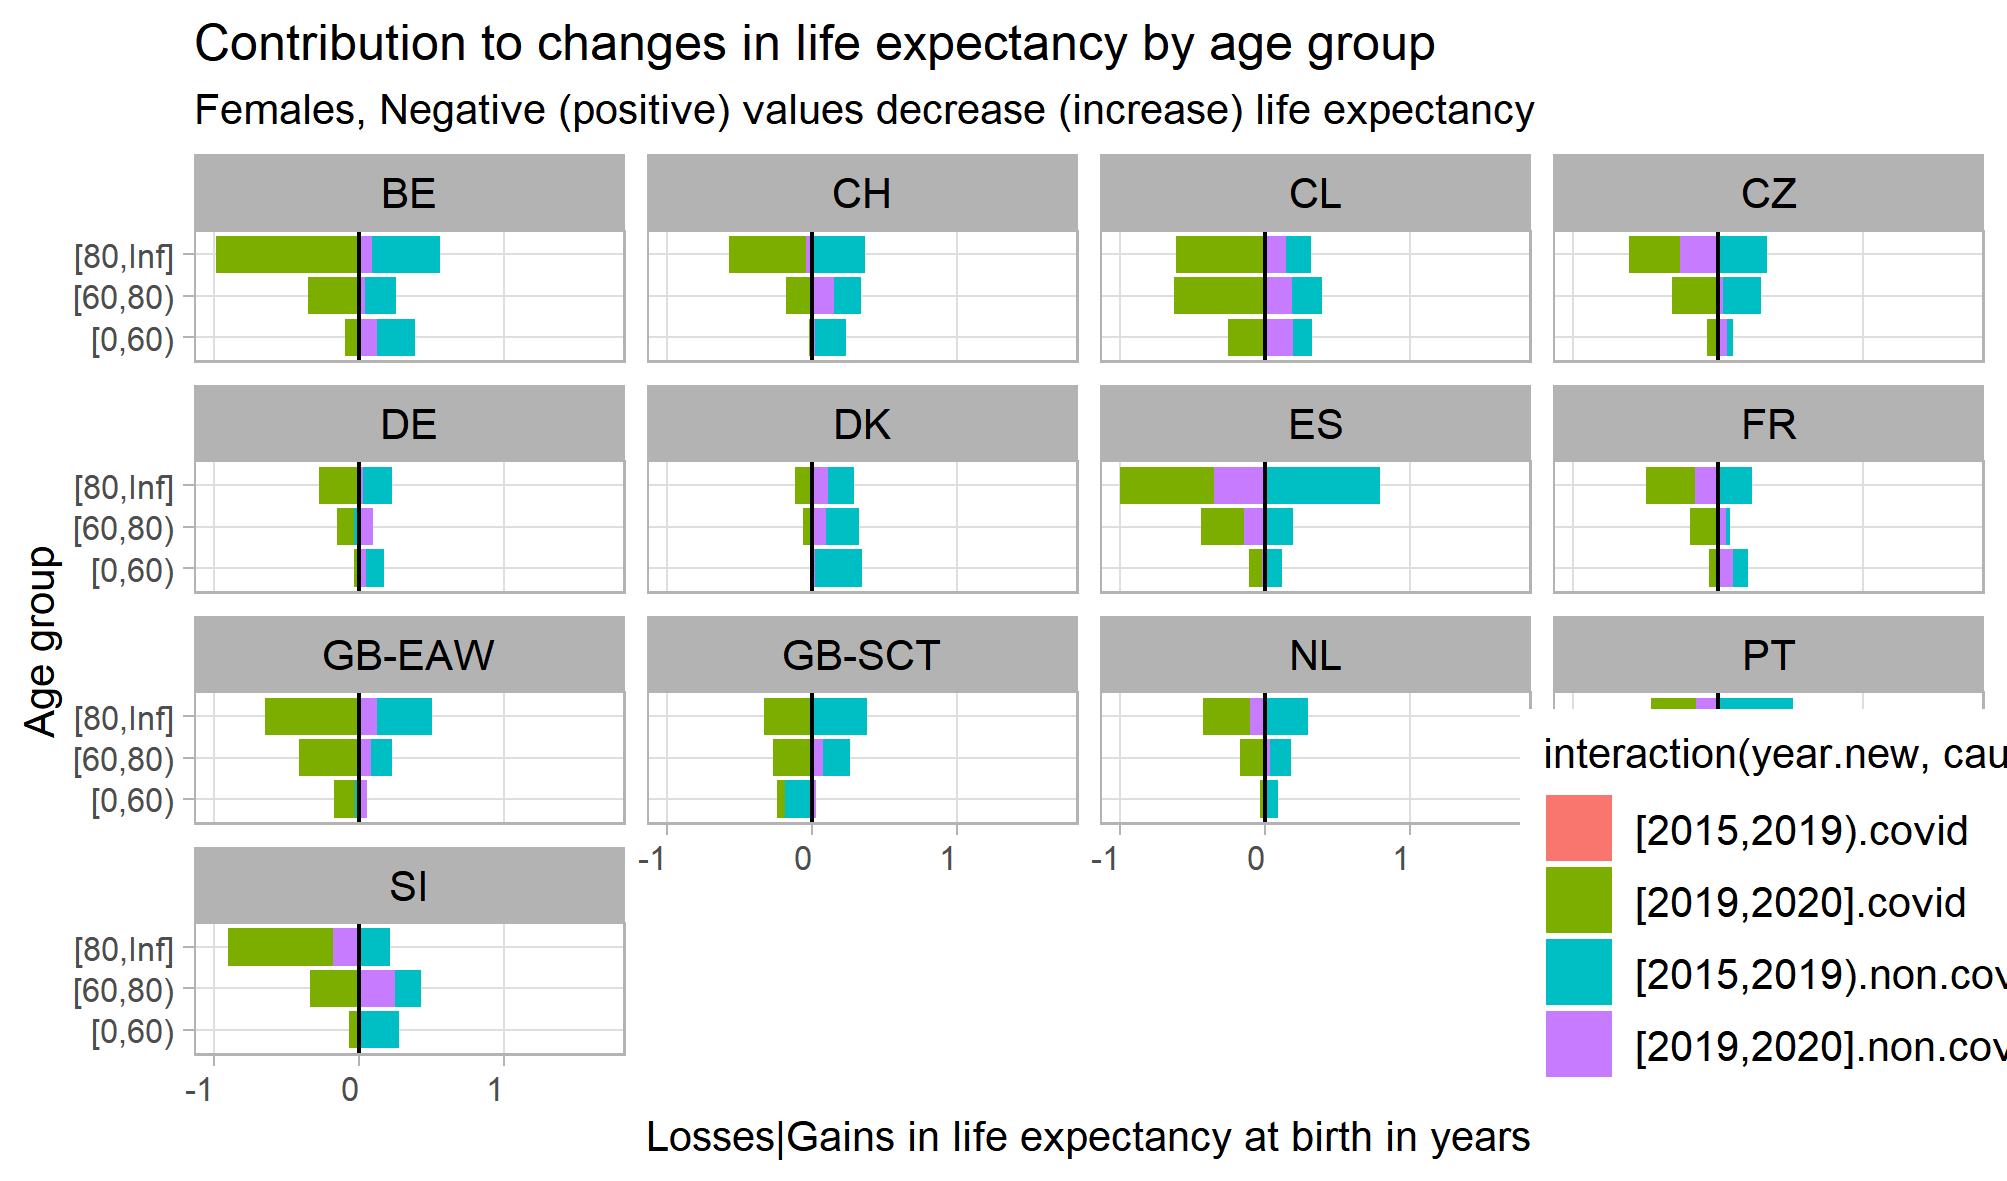 Contribution to changes in life expectancy by age group
Females, Negative (positive) values decrease (increase) life expectancy
BE
CH
CL
CZ
[80,Inf]
[60,80)
[0,60)
DE
DK
ES
FR
[80,Inf]
[60,80)
[0,60)
Age group
GB-EAW
GB-SCT
NL
PT
[80,Inf]
[60,80)
[0,60)
-1 0 1
-1 0 1
SI
[80,Inf]
[60,80)
[0,60)
-1 0 1
interaction(year.new, cau
[2015,2019).covid
[2019,2020].covid
[2015,2019).non.cov
[2019,2020].non.cov
Losses|Gains in life expectancy at birth in years